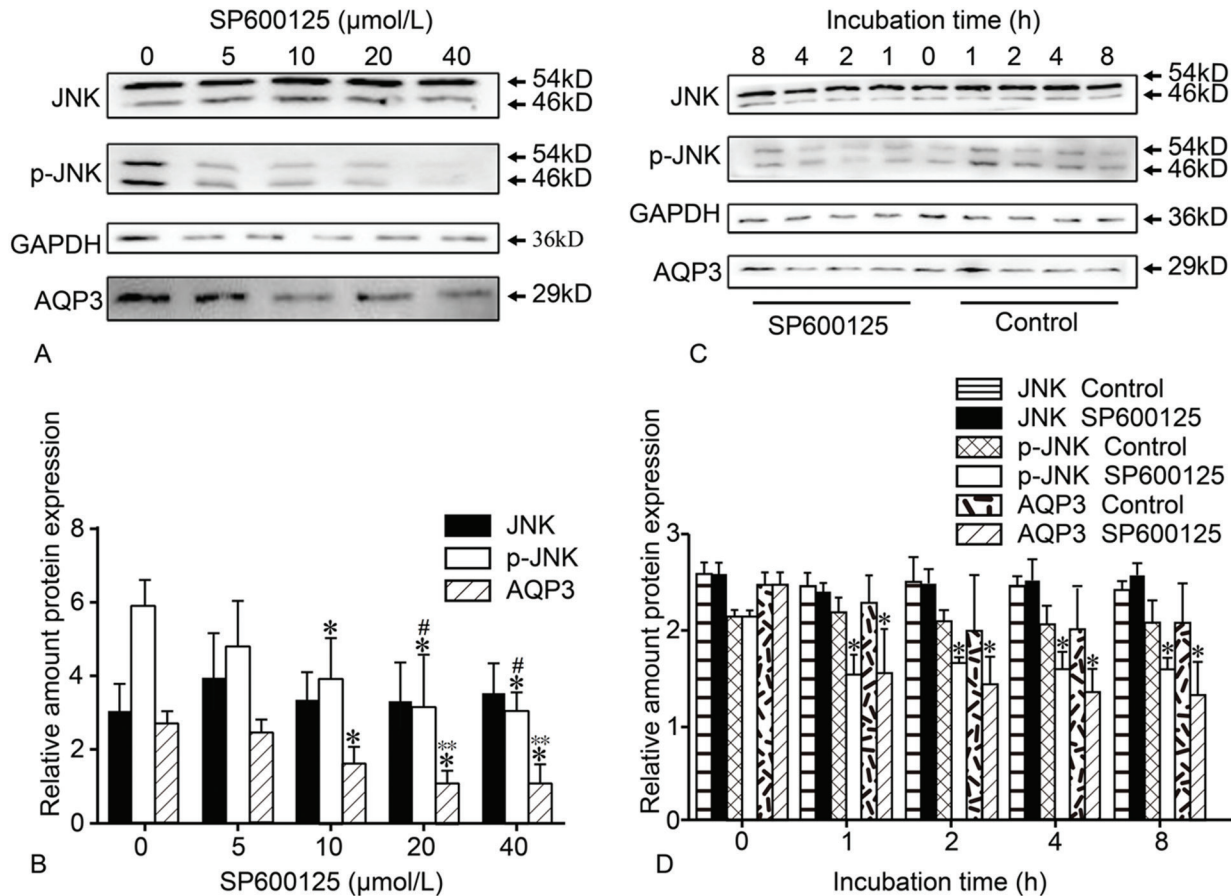 SP600125 (μmol/L)
0 5 10 20 40
JNK
54kD
46kD
p-JNK
54kD
46kD
GAPDH
36kD
AQP3
29kD
A
Incubation time (h)
8 4 2 1 0 1 2 4 8
JNK
54kD
46kD
p-JNK
54kD
46kD
GAPDH
36kD
AQP3
29kD
SP600125 Control
C
Relative amount protein expression
8
6
4
2
0
JNK
p-JNK
AQP3
* #
* #
*
* **
* **
*
0 5 10 20 40
SP600125 (μmol/L)
B
JNK Control
JNK SP600125
p-JNK Control
p-JNK SP600125
AQP3 Control
AQP3 SP600125
Relative amount protein expression
3
2
1
0
* * * * * * * *
0 1 2 4 8
Incubation time (h)
D